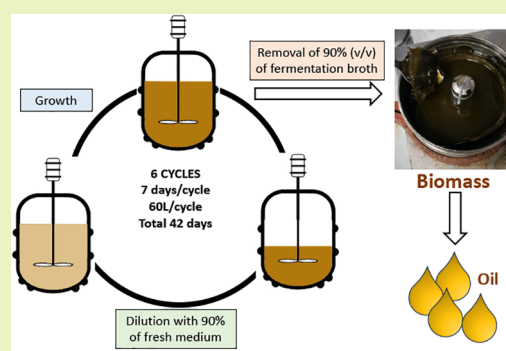 Removal of 90% (v/v)
of fermentation broth
Growth
6 CYCLES
7 days/cycle
60L/cycle
Total 42 days
Biomass
Oil
Dilution with 90%
of fresh medium